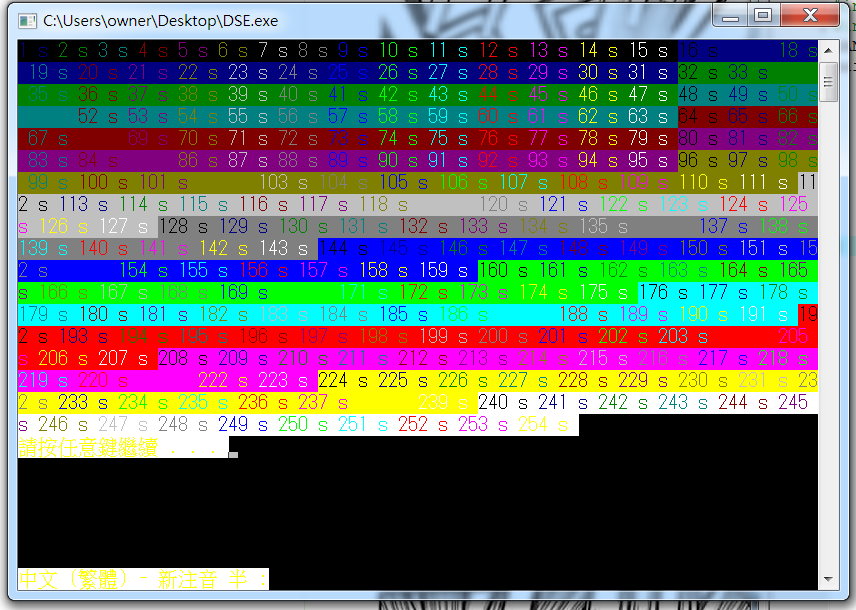 C:\Users\owner\Desktop\DSE.exe
1 s 2 s 3 s 4 s 5 s 6 s 7 s 8 s 9 s 10 s 11 s 12 s 13 s 14 s 15 s 16 s 18 s
19 s 20 s 21 s 22 s 23 s 24 s 25 s 26 s 27 s 28 s 29 s 30 s 31 s 32 s 33 s
35 s 36 s 37 s 38 s 39 s 40 s 41 s 42 s 43 s 44 s 45 s 46 s 47 s 48 s 49 s 50 s
52 s 53 s 54 s 55 s 56 s 57 s 58 s 59 s 60 s 61 s 62 s 63 s 64 s 65 s 66 s
67 s 69 s 70 s 71 s 72 s 73 s 74 s 75 s 76 s 77 s 78 s 79 s 80 s 81 s 82 s
83 s 84 s 86 s 87 s 88 s 89 s 90 s 91 s 92 s 93 s 94 s 95 s 96 s 97 s 98 s
99 s 100 s 101 s 103 s 104 s 105 s 106 s 107 s 108 s 109 s 110 s 111 s 11
2 s 113 s 114 s 115 s 116 s 117 s 118 s 120 s 121 s 122 s 123 s 124 s 125
s 126 s 127 s 128 s 129 s 130 s 131 s 132 s 133 s 134 s 135 s 137 s 138 s
139 s 140 s 141 s 142 s 143 s 144 s 145 s 146 s 147 s 148 s 149 s 150 s 151 s 15
2 s 154 s 155 s 156 s 157 s 158 s 159 s 160 s 161 s 162 s 163 s 164 s 165
s 166 s 167 s 168 s 169 s 171 s 172 s 173 s 174 s 175 s 176 s 177 s 178 s
179 s 180 s 181 s 182 s 183 s 184 s 185 s 186 s 188 s 189 s 190 s 191 s 19
2 s 193 s 194 s 195 s 196 s 197 s 198 s 199 s 200 s 201 s 202 s 203 s 205
s 206 s 207 s 208 s 209 s 210 s 211 s 212 s 213 s 214 s 215 s 216 s 217 s 218 s
219 s 220 s 222 s 223 s 224 s 225 s 226 s 227 s 228 s 229 s 230 s 231 s 23
2 s 233 s 234 s 235 s 236 s 237 s 239 s 240 s 241 s 242 s 243 s 244 s 245
s 246 s 247 s 248 s 249 s 250 s 251 s 252 s 253 s 254 s
請按任意鍵繼續 . . .
中文 (繁體) - 新注音 半 :